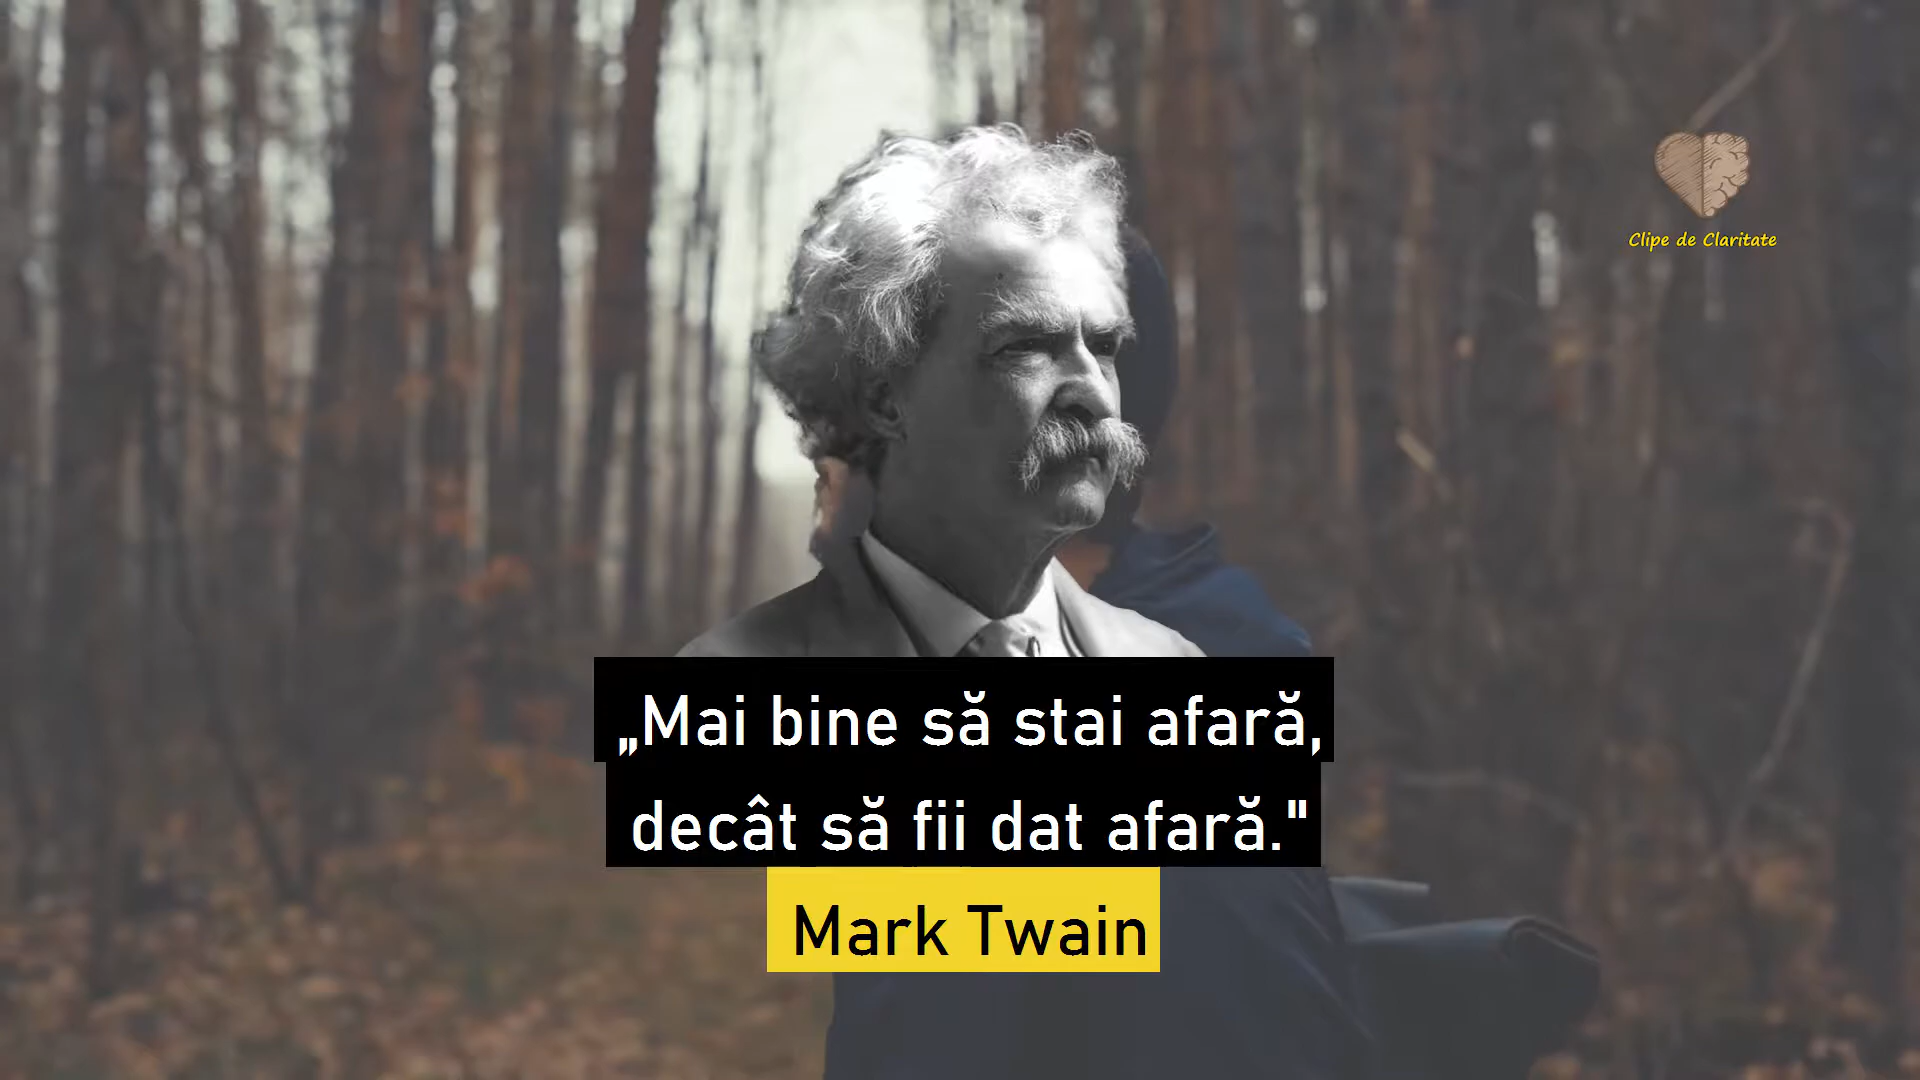 Clipe de Claritate
„Mai bine să stai afară,
decât să fii dat afară."
Mark Twain